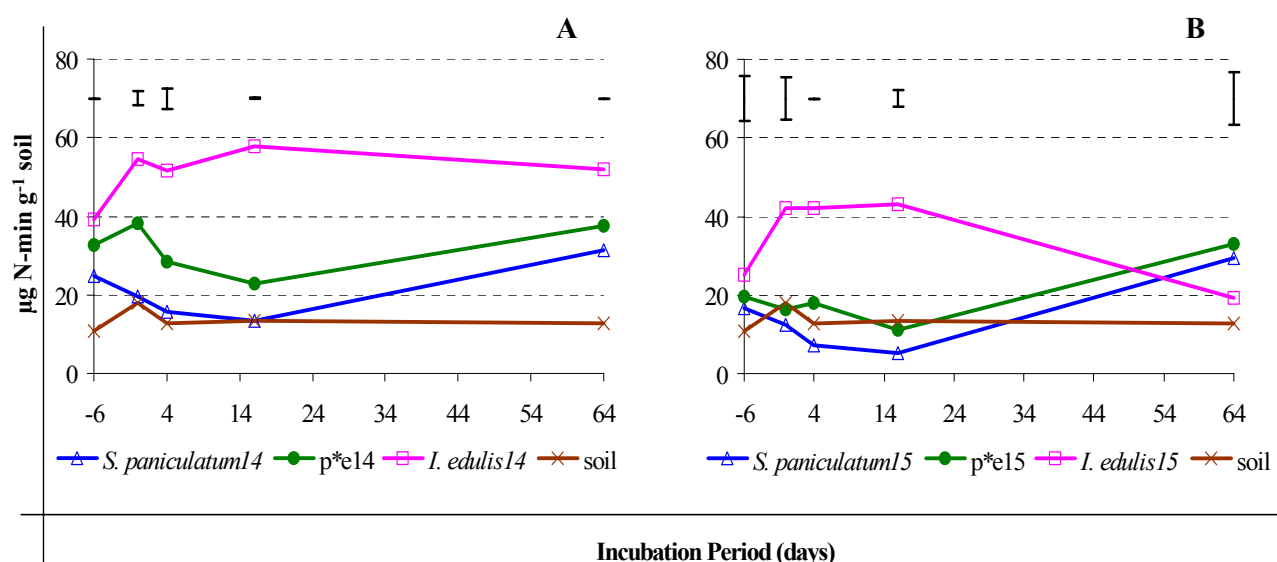 A
B
µg N-min g⁻¹ soil
80
60
40
20
0
-6 4 14 24 34 44 54 64
S. paniculatum14 p*e14 I. edulis14 soil
80
60
40
20
0
-6 4 14 24 34 44 54 64
S. paniculatum15 p*e15 I. edulis15 soil
Incubation Period (days)